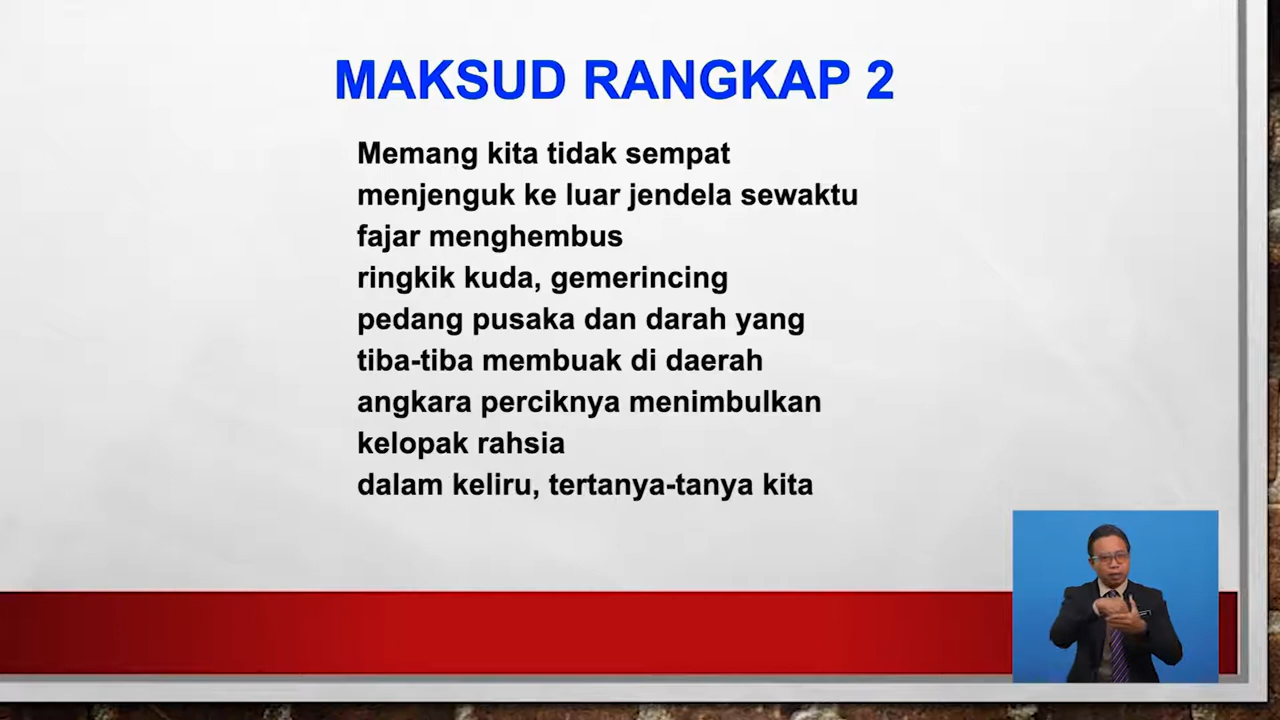 MAKSUD RANGKAP 2
Memang kita tidak sempat
menjenguk ke luar jendela sewaktu
fajar menghembus
ringkik kuda, gemerincing
pedang pusaka dan darah yang
tiba-tiba membuak di daerah
angkara perciknya menimbulkan
kelopak rahsia
dalam keliru, tertanya-tanya kita